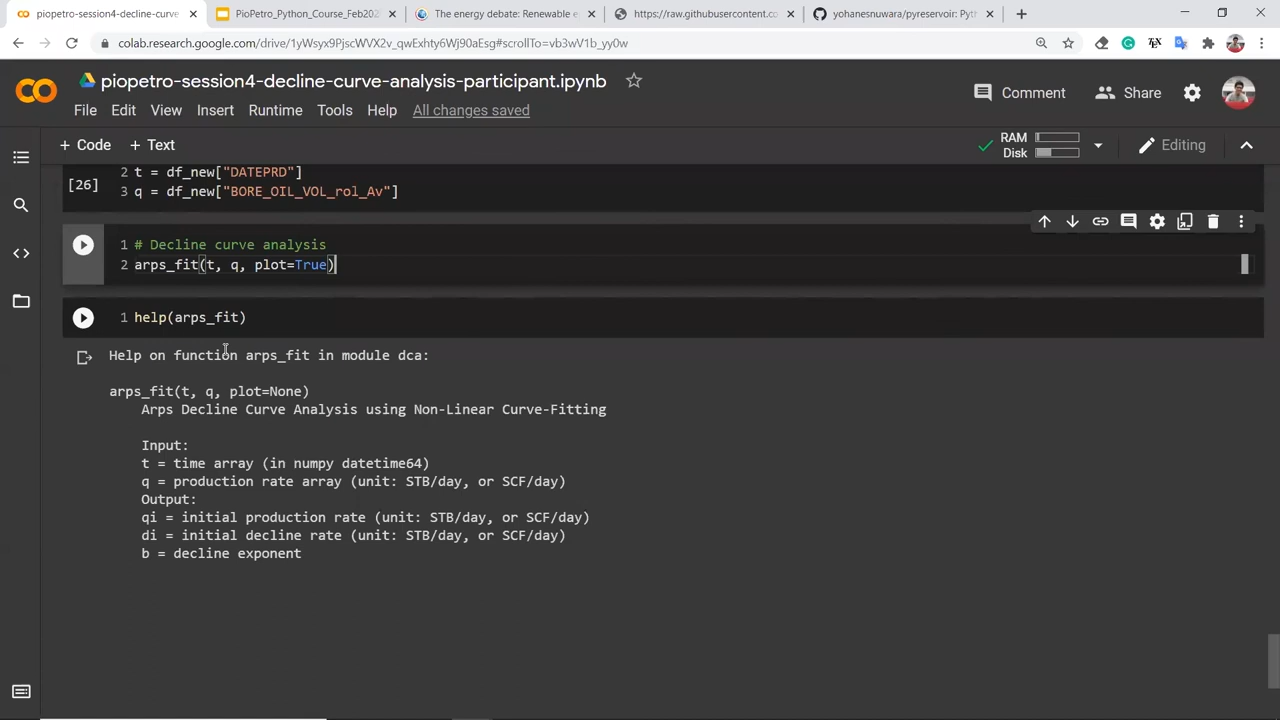 piopetro-session4-decline-curve
PioPetro_Python_Course_Feb202
The energy debate: Renewable e
https://raw.githubusercontent.co
yohanesnuwara/pyreservoir: Pyt
colab.research.google.com/drive/1yWsyx9PjscWVX2v_qwExhty6Wj90aEsg#scrollTo=vb3wV1b_yy0w
piopetro-session4-decline-curve-analysis-participant.ipynb
Comment
Share
File Edit View Insert Runtime Tools Help All changes saved
+ Code + Text
RAM
Disk
Editing
[26]
2 t = df_new["DATEPRD"]
3 q = df_new["BORE_OIL_VOL_rol_Av"]
1 # Decline curve analysis
2 arps_fit(t, q, plot=True)
1 help(arps_fit)
Help on function arps_fit in module dca:
arps_fit(t, q, plot=None)
Arps Decline Curve Analysis using Non-Linear Curve-Fitting
Input:
t = time array (in numpy datetime64)
q = production rate array (unit: STB/day, or SCF/day)
Output:
qi = initial production rate (unit: STB/day, or SCF/day)
di = initial decline rate (unit: STB/day, or SCF/day)
b = decline exponent